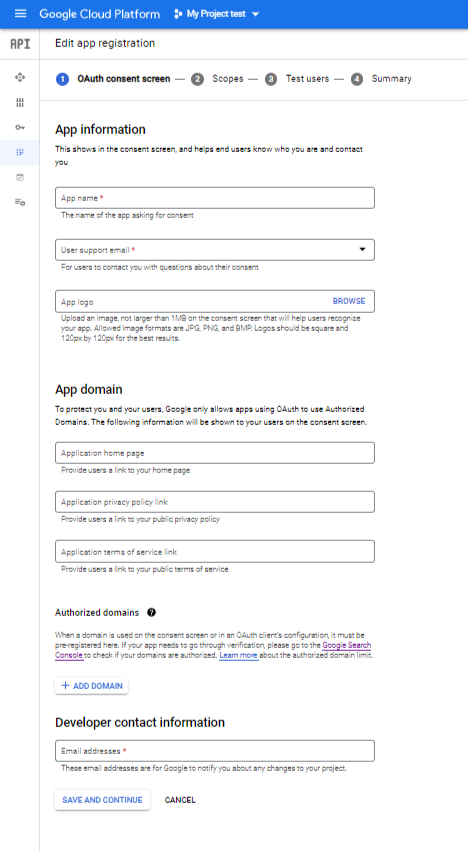 Google Cloud Platform My Project test
API Edit app registration
1 OAuth consent screen — 2 Scopes — 3 Test users — 4 Summary
App information
This shows in the consent screen, and helps end users know who you are and contact
you
App name *
The name of the app asking for consent
User support email *
For users to contact you with questions about their consent
App logo BROWSE
Upload an image, not larger than 1MB on the consent screen that will help users recognize
your app. Allowed image formats are JPG, PNG, and BMP. Logos should be square and
120px by 120px for the best results.
App domain
To protect you and your users, Google only allows apps using OAuth to use Authorized
Domains. The following information will be shown to your users on the consent screen.
Application home page
Provide users a link to your home page
Application privacy policy link
Provide users a link to your public privacy policy
Application terms of service link
Provide users a link to your public terms of service
Authorized domains ?
When a domain is used on the consent screen or in an OAuth client's configuration, it must be
pre-registered here. If your app needs to go through verification, please go to the Google Search
Console to check if your domains are authorized. Learn more about the authorized domain limit.
+ ADD DOMAIN
Developer contact information
Email addresses *
These email addresses are for Google to notify you about any changes to your project.
SAVE AND CONTINUE CANCEL